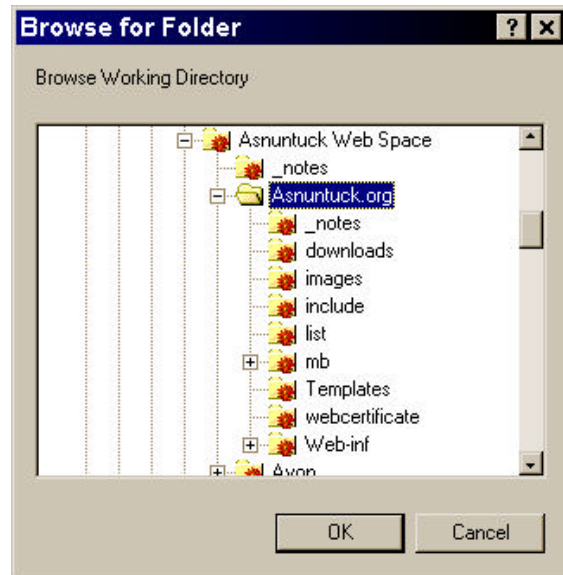 Browse for Folder
Browse Working Directory
Asnuntuck Web Space
_notes
Asnuntuck.org
_notes
downloads
images
include
list
mb
Templates
webcertificate
Web-inf
Avon
OK
Cancel